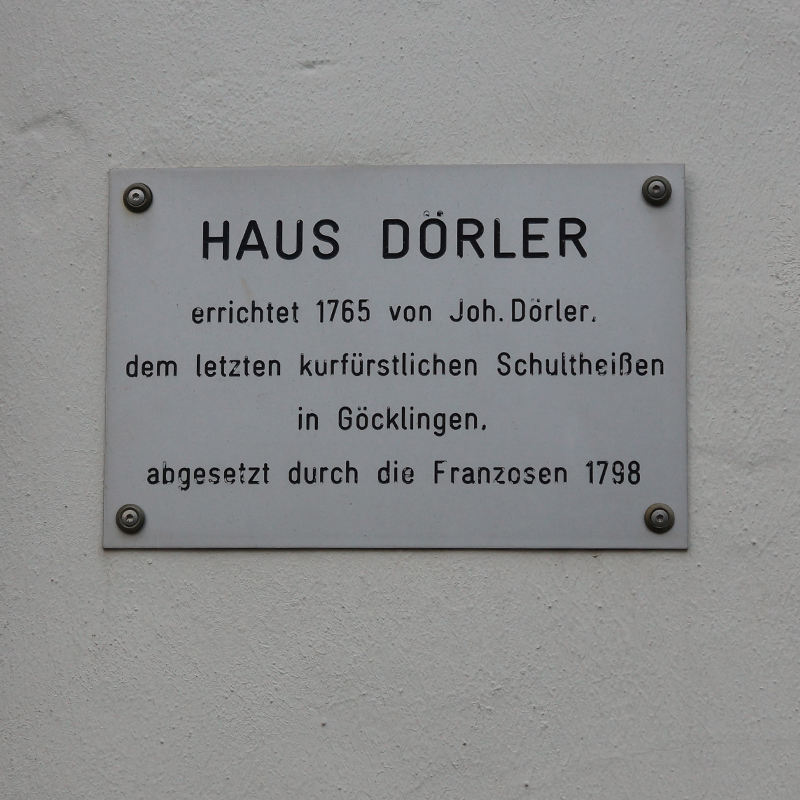 HAUS DÖRLER
errichtet 1765 von Joh. Dörler,
dem letzten kurfürstlichen Schultheißen
in Göcklingen,
abgesetzt durch die Franzosen 1798